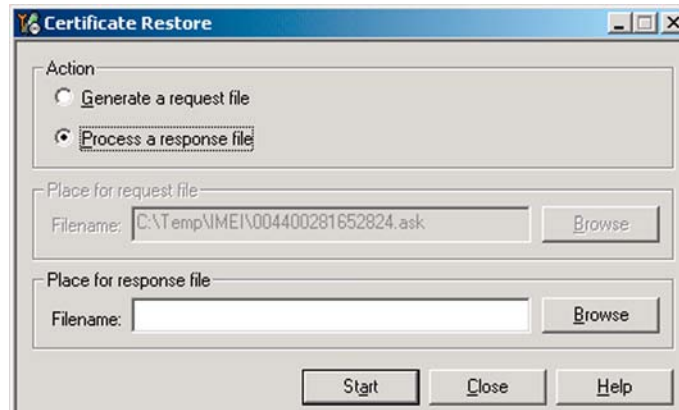 Certificate Restore
Action
Generate a request file
Process a response file
Place for request file
Filename: C:\Temp\IMEI\004400281652824.ask Browse
Place for response file
Filename: Browse
Start Close Help